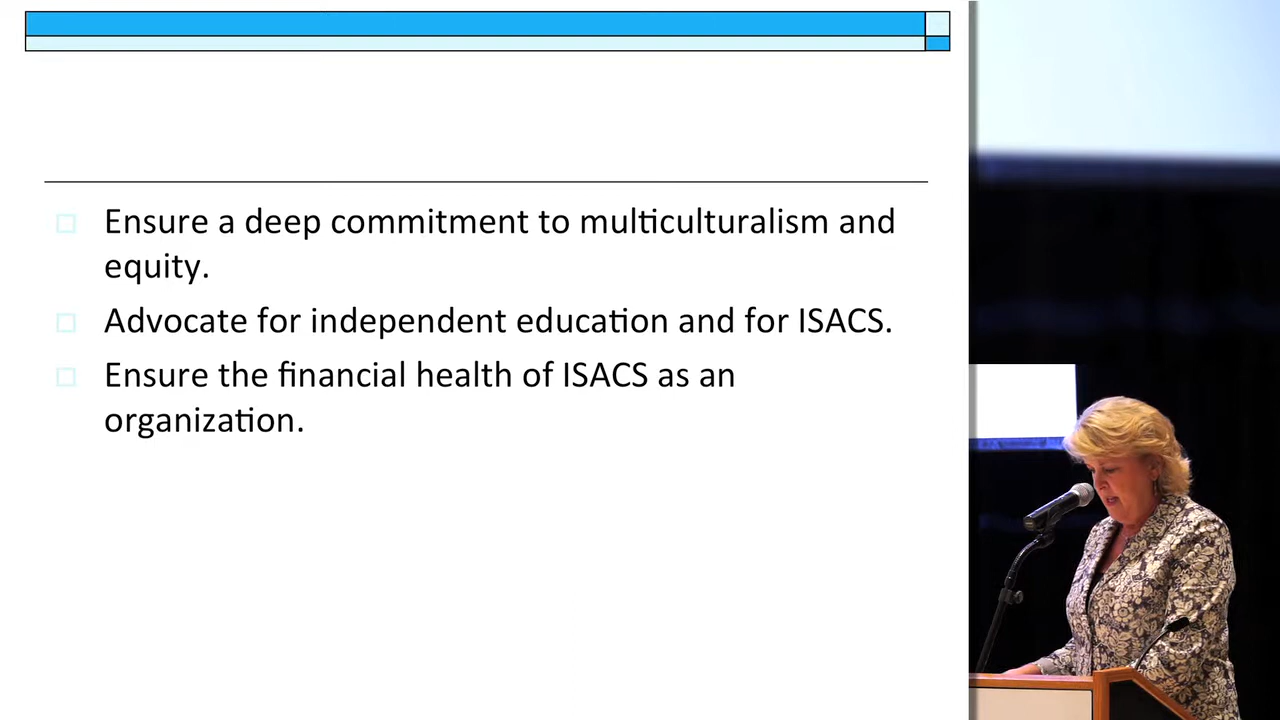 Ensure a deep commitment to multiculturalism and
equity.
Advocate for independent education and for ISACS.
Ensure the financial health of ISACS as an
organization.